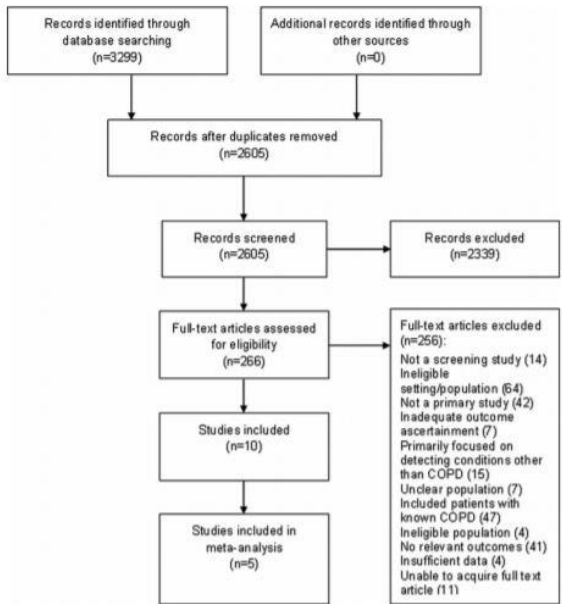 Records identified through
database searching
(n=3299)
Additional records identified through
other sources
(n=0)
Records after duplicates removed
(n=2605)
Records screened
(n=2605)
Records excluded
(n=2339)
Full-text articles assessed
for eligibility
(n=266)
Full-text articles excluded
(n=256):
Not a screening study (14)
Ineligible
setting/population (64)
Not a primary study (42)
Inadequate outcome
ascertainment (7)
Primarily focused on
detecting conditions other
than COPD (15)
Unclear population (7)
Included patients with
known COPD (47)
Ineligible population (4)
No relevant outcomes (41)
Insufficient data (4)
Unable to acquire full text
article (11)
Studies included
(n=10)
Studies included in
meta-analysis
(n=5)